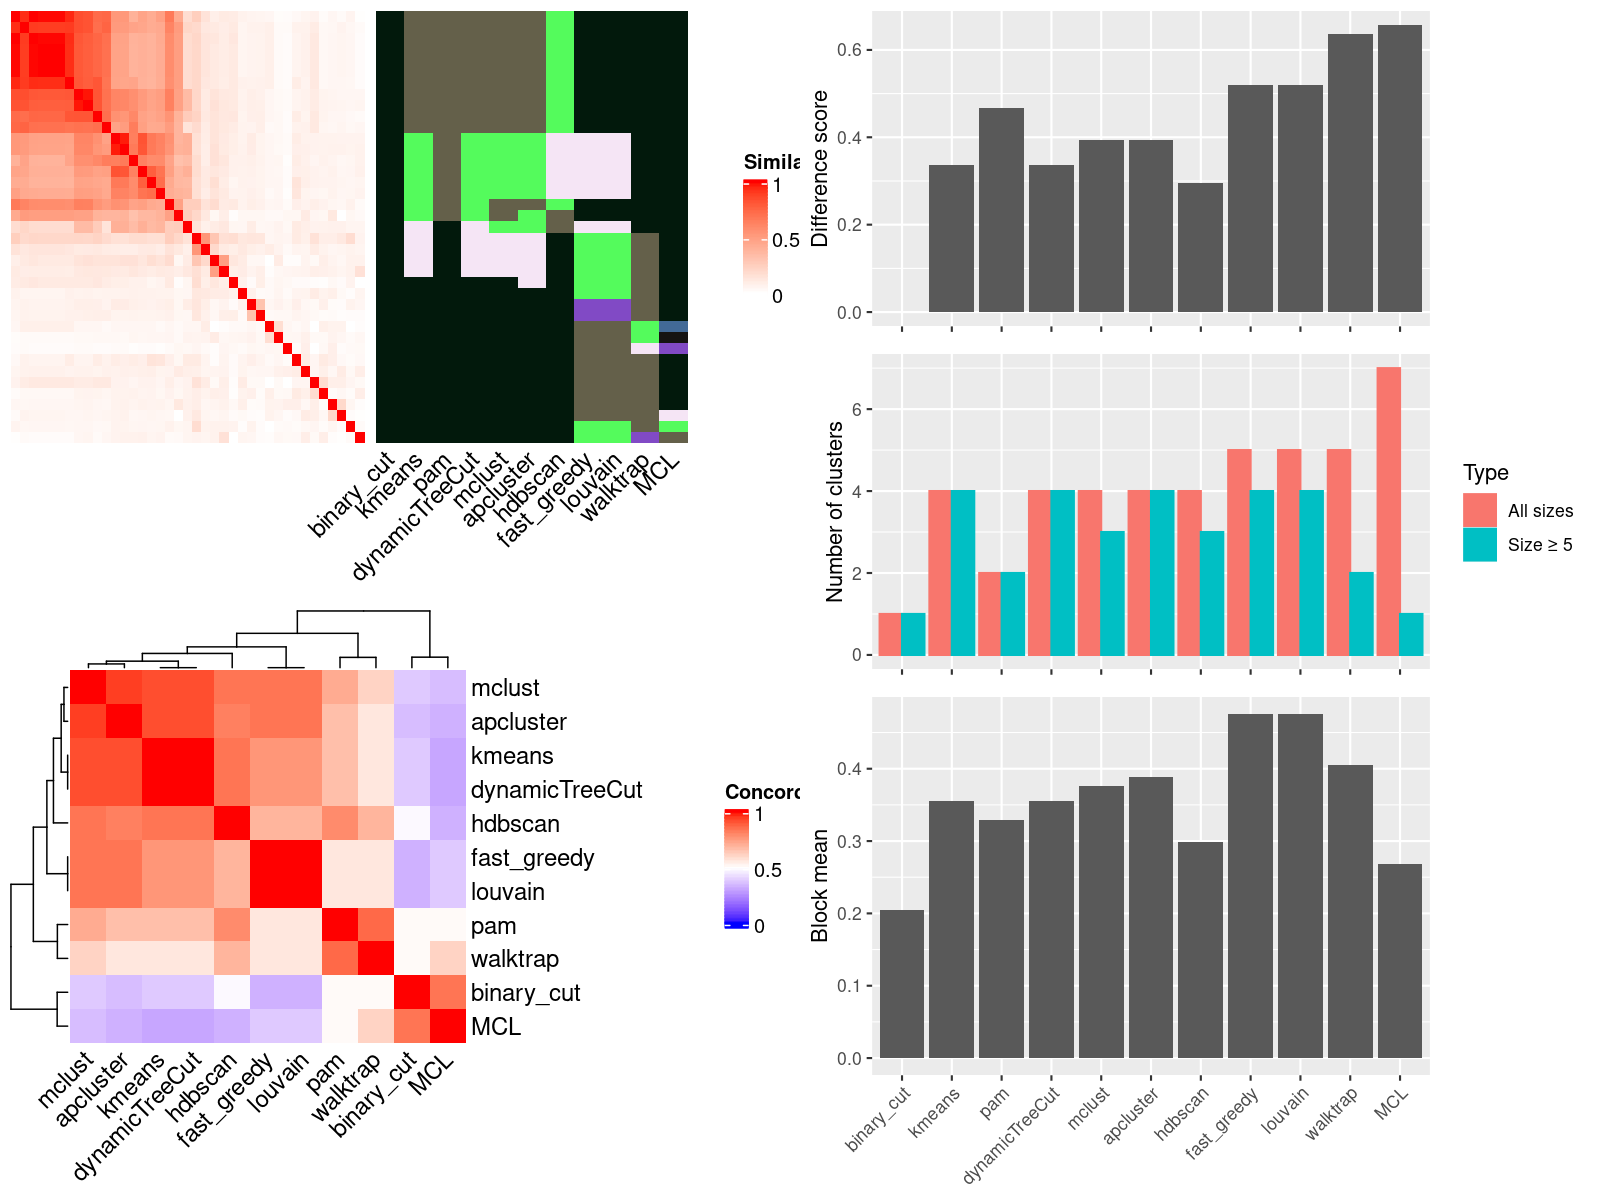 Simila
1
0.5
0
binary_cut
kmeans
pam
dynamicTreeCut
mclust
apcluster
hdbscan
fast_greedy
louvain
walktrap
MCL
mclust
apcluster
kmeans
dynamicTreeCut
hdbscan
fast_greedy
louvain
pam
walktrap
binary_cut
MCL
mclust
apcluster
kmeans
dynamicTreeCut
hdbscan
fast_greedy
louvain
pam
walktrap
binary_cut
MCL
Concord
1
0.5
0
Difference score
0.6
0.4
0.2
0.0
Number of clusters
6
4
2
0
Type
All sizes
Size ≥ 5
Block mean
0.4
0.3
0.2
0.1
0.0
binary_cut
kmeans
pam
dynamicTreeCut
mclust
apcluster
hdbscan
fast_greedy
louvain
walktrap
MCL